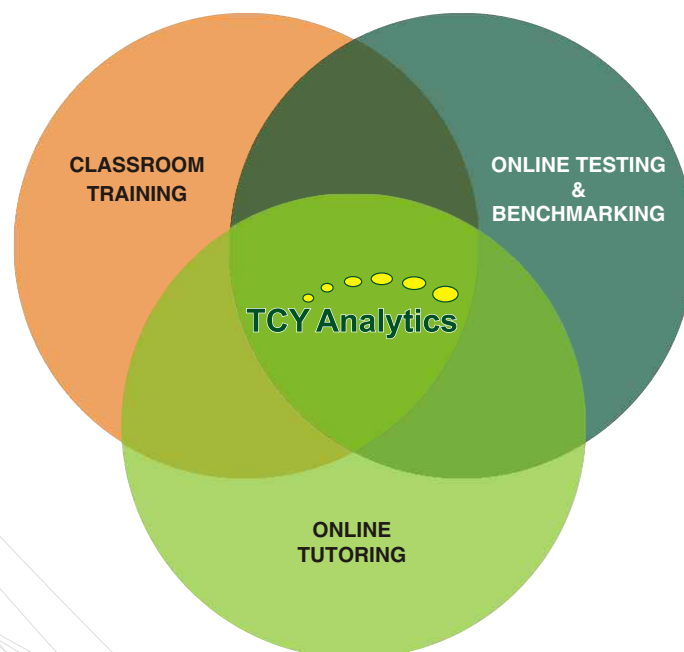 CLASSROOM
TRAINING
ONLINE TESTING
&
BENCHMARKING
TCY Analytics
ONLINE
TUTORING